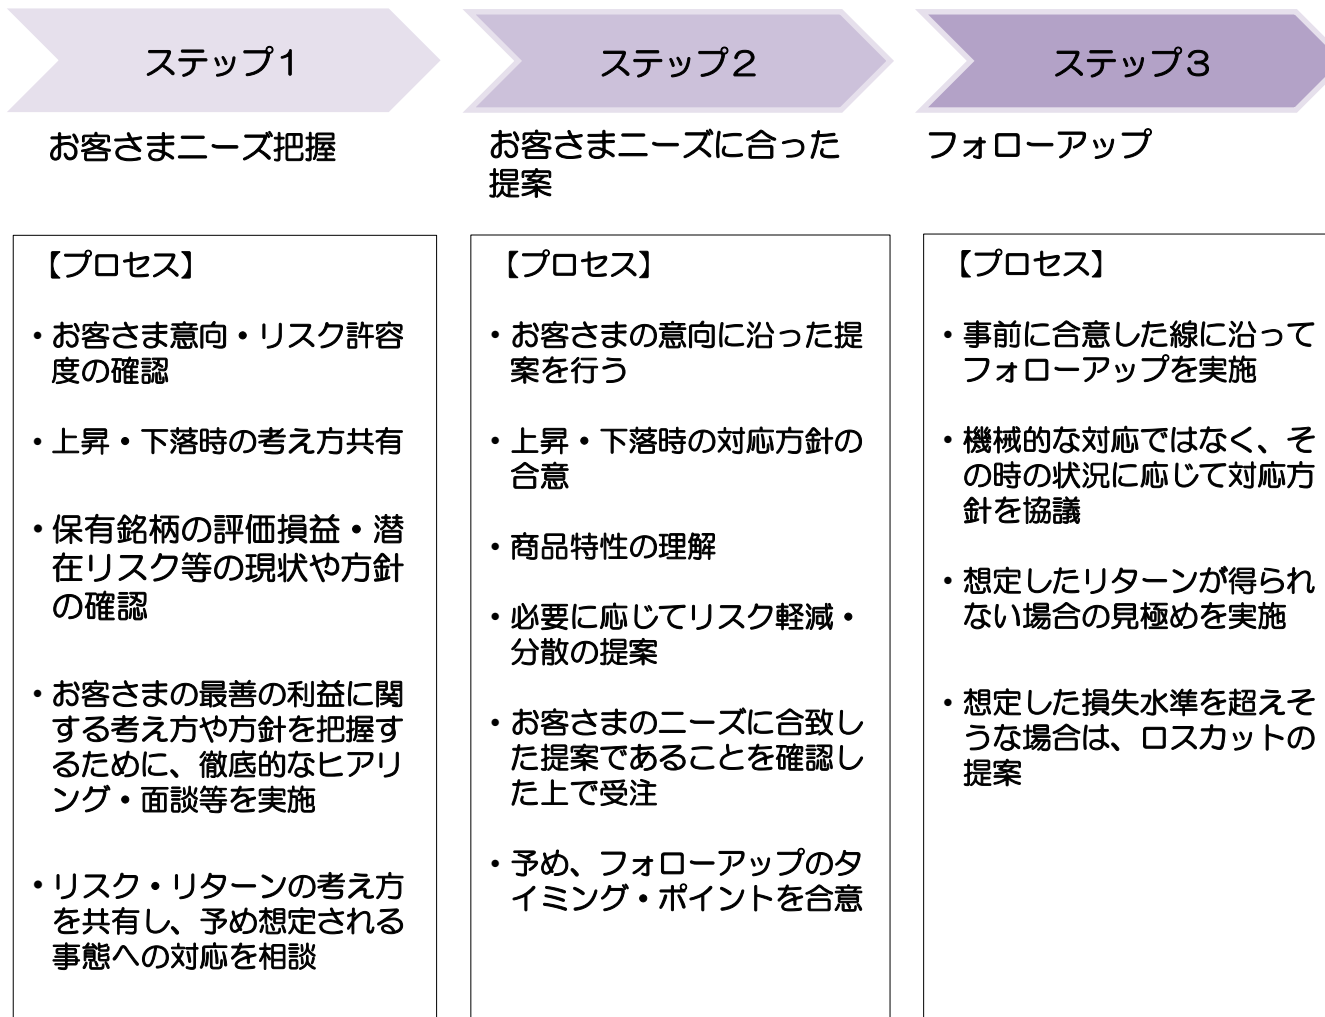 ステップ１
お客さまニーズ把握
【プロセス】
・お客さま意向・リスク許容
度の確認
・上昇・下落時の考え方共有
・保有銘柄の評価損益・潜
在リスク等の現状や方針
の確認
・お客さまの最善の利益に関
する考え方や方針を把握す
るために、徹底的なヒアリ
ング・面談等を実施
・リスク・リターンの考え方
を共有し、予め想定される
事態への対応を相談
ステップ２
お客さまニーズに合った
提案
【プロセス】
・お客さまの意向に沿った提
案を行う
・上昇・下落時の対応方針の
合意
・商品特性の理解
・必要に応じてリスク軽減・
分散の提案
・お客さまのニーズに合致し
た提案であることを確認し
た上で受注
・予め、フォローアップのタ
イミング・ポイントを合意
ステップ３
フォローアップ
【プロセス】
・事前に合意した線に沿って
フォローアップを実施
・機械的な対応ではなく、そ
の時の状況に応じて対応方
針を協議
・想定したリターンが得られ
ない場合の見極めを実施
・想定した損失水準を超えそ
うな場合は、ロスカットの
提案